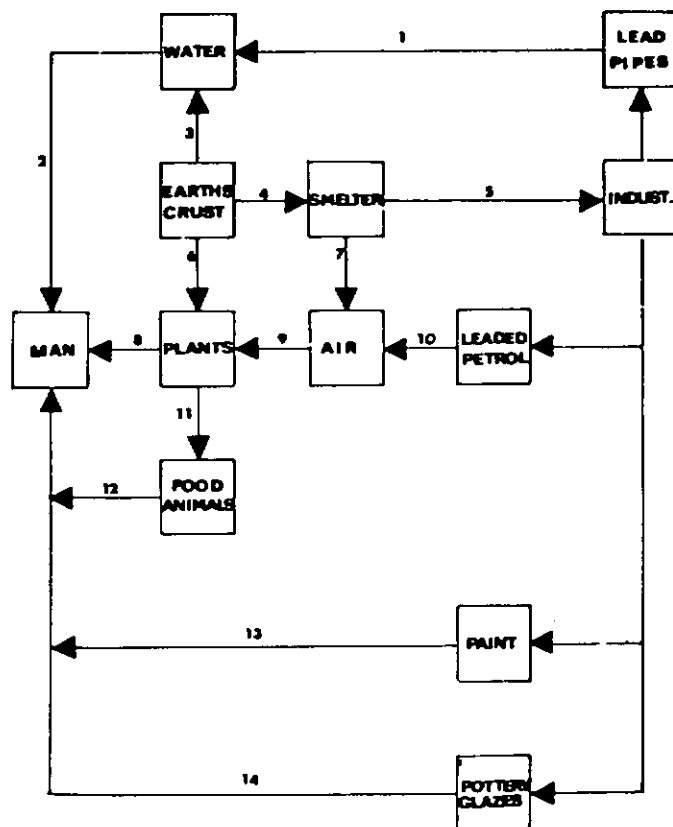 1
WATER
LEAD
PIPES
2
3
EARTHS
CRUST
4
SMELTER
5
INDUST.
6
7
MAN
8
PLANTS
9
AIR
10
LEADED
PETROL
11
12
FOOD
ANIMALS
13
PAINT
14
POTTERY
GLAZES